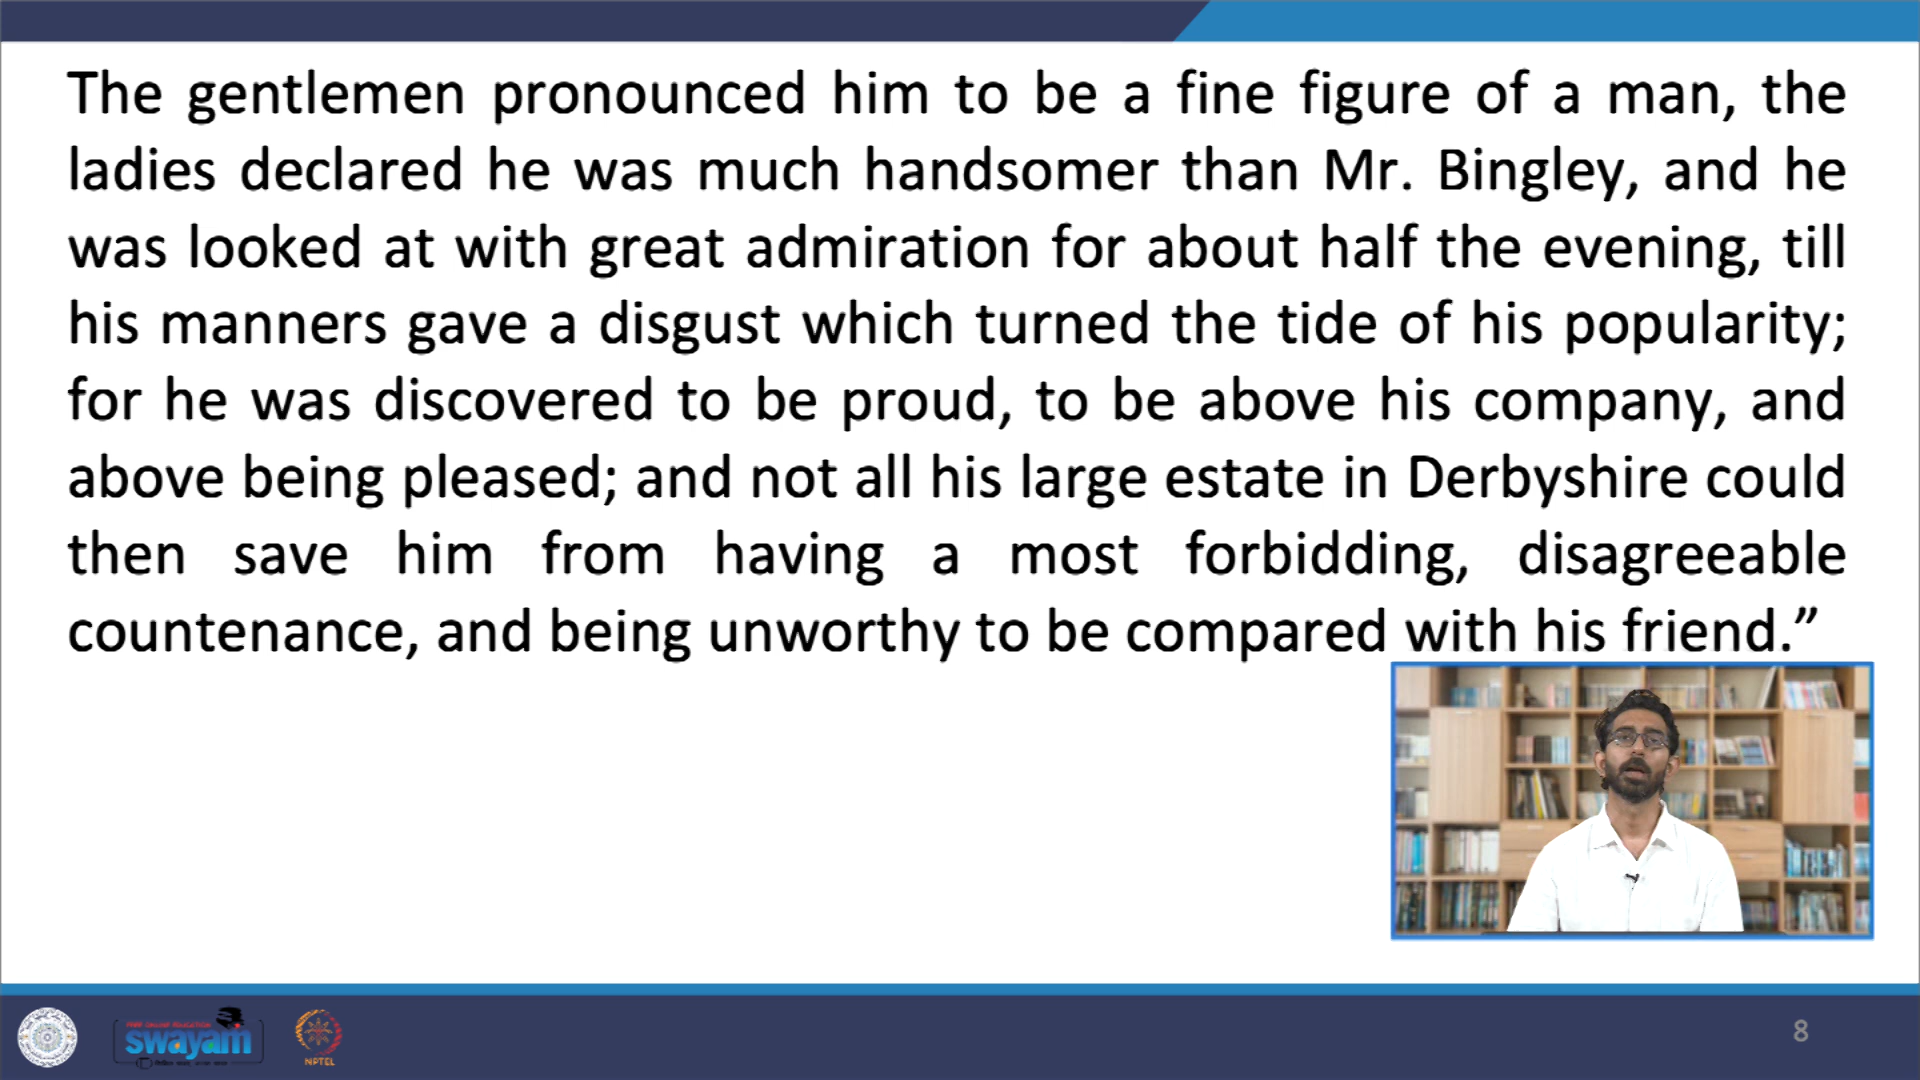 The gentlemen pronounced him to be a fine figure of a man, the
ladies declared he was much handsomer than Mr. Bingley, and he
was looked at with great admiration for about half the evening, till
his manners gave a disgust which turned the tide of his popularity;
for he was discovered to be proud, to be above his company, and
above being pleased; and not all his large estate in Derbyshire could
then save him from having a most forbidding, disagreeable
countenance, and being unworthy to be compared with his friend.”
FREE ONLINE EDUCATION
swayam
NPTEL
8